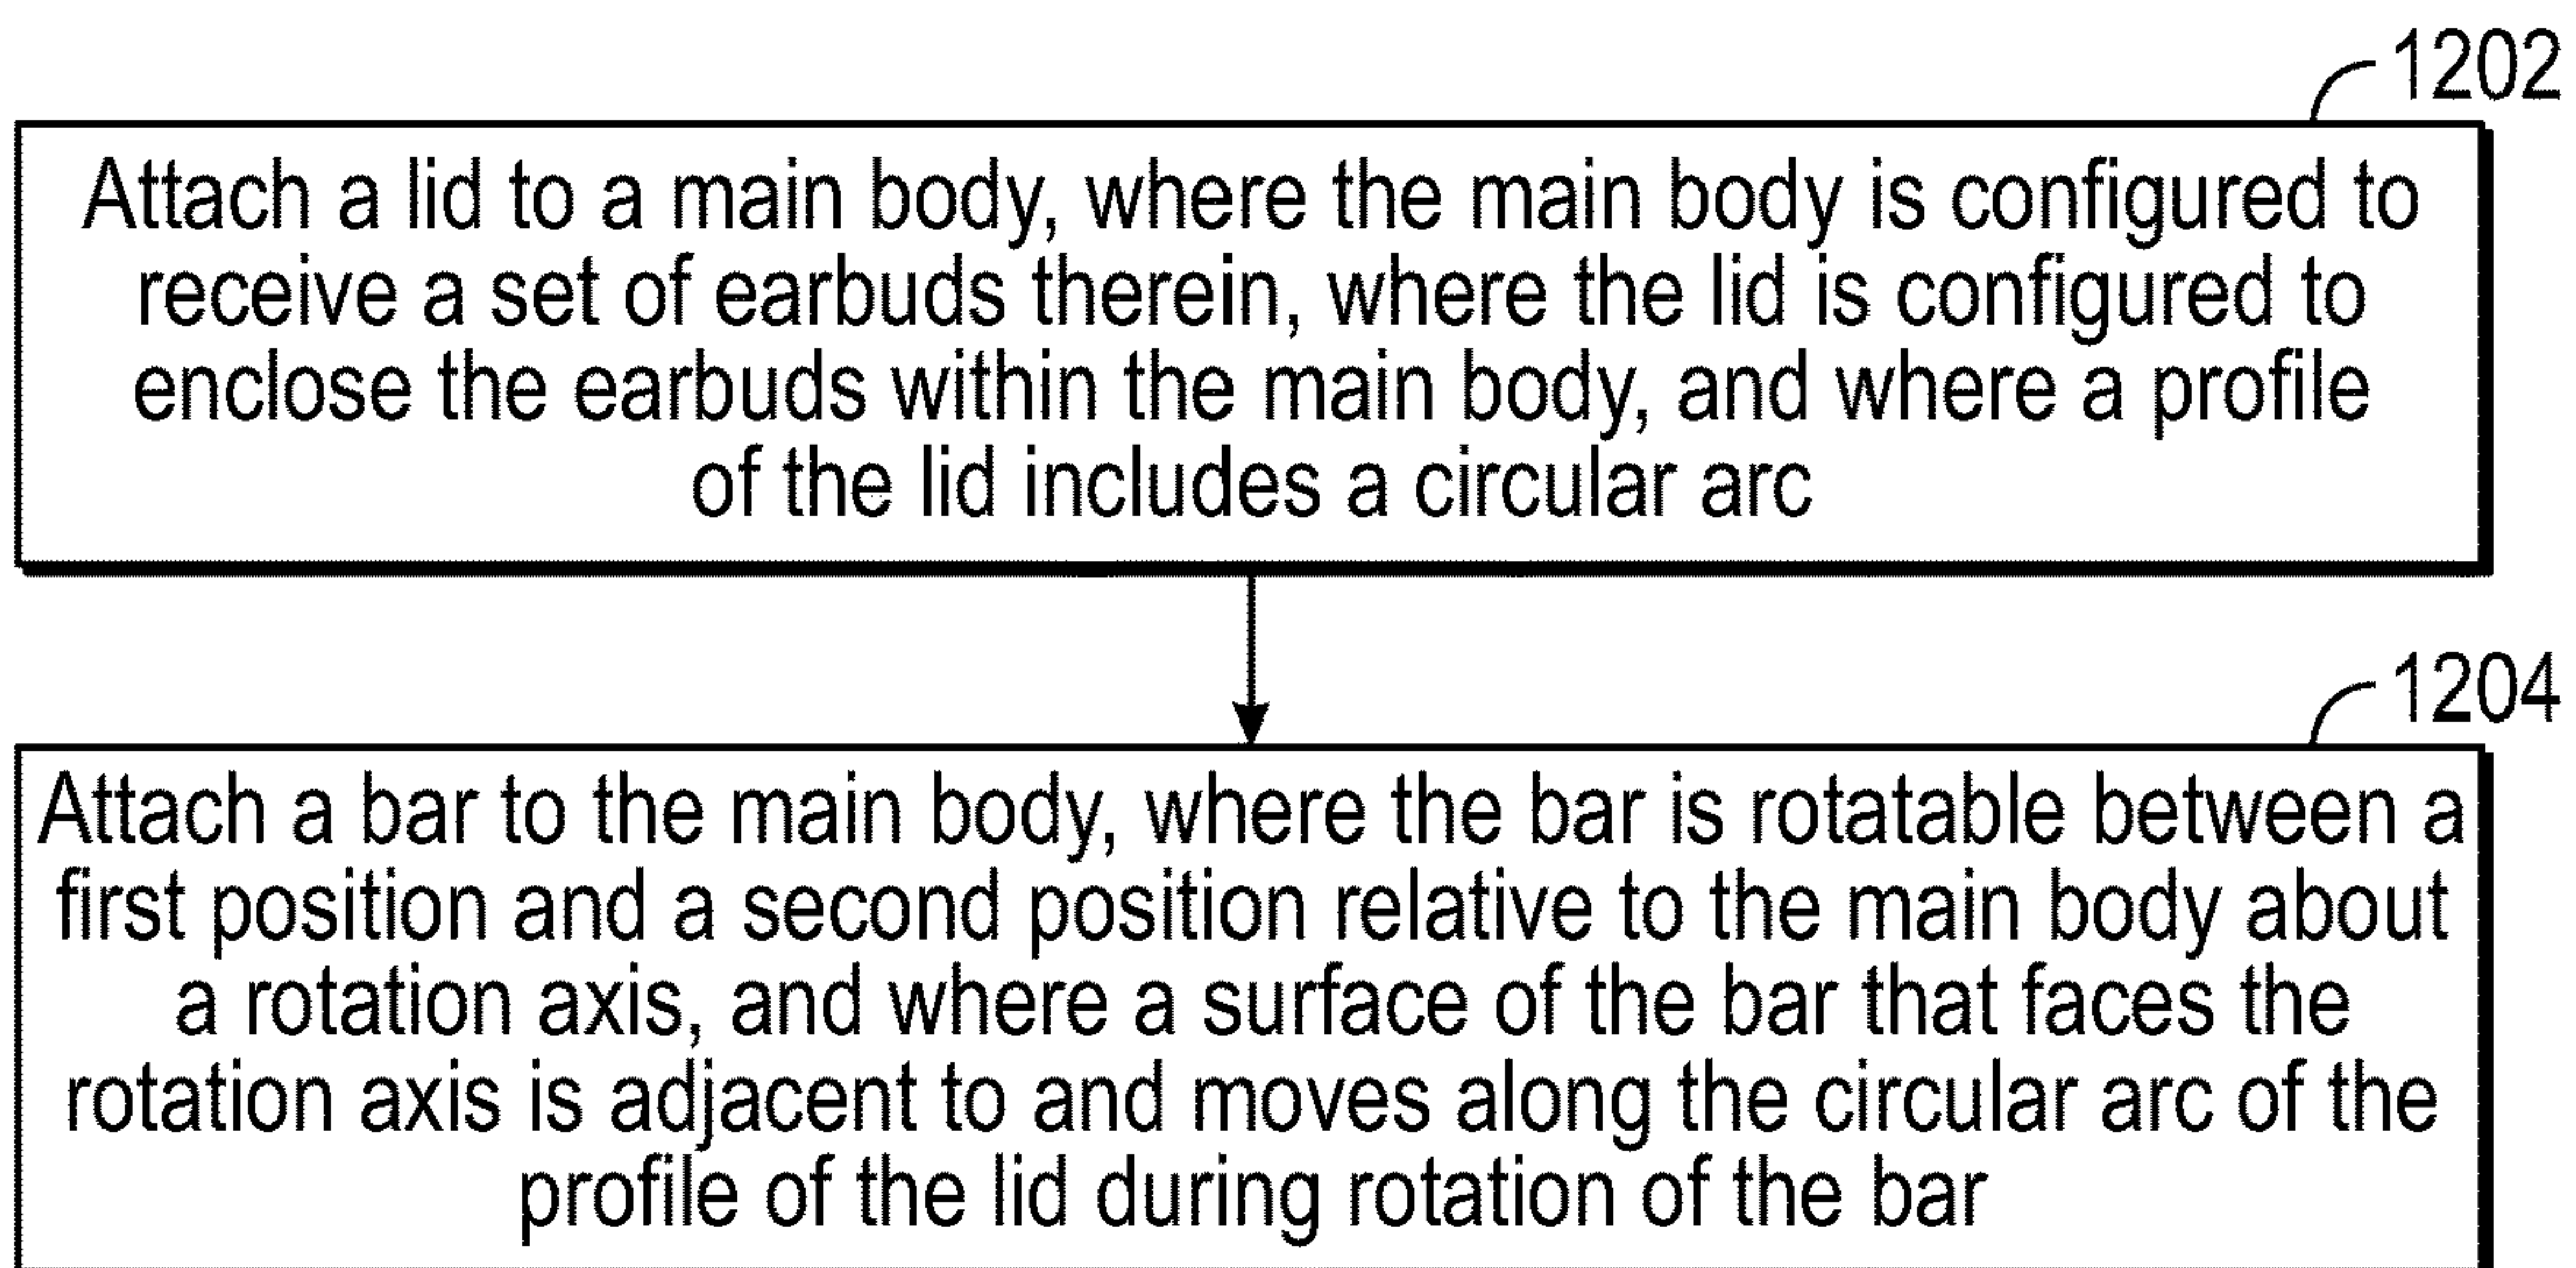 1202
Attach a lid to a main body, where the main body is configured to
receive a set of earbuds therein, where the lid is configured to
enclose the earbuds within the main body, and where a profile
of the lid includes a circular arc
1204
Attach a bar to the main body, where the bar is rotatable between a
first position and a second position relative to the main body about
a rotation axis, and where a surface of the bar that faces the
rotation axis is adjacent to and moves along the circular arc of the
profile of the lid during rotation of the bar